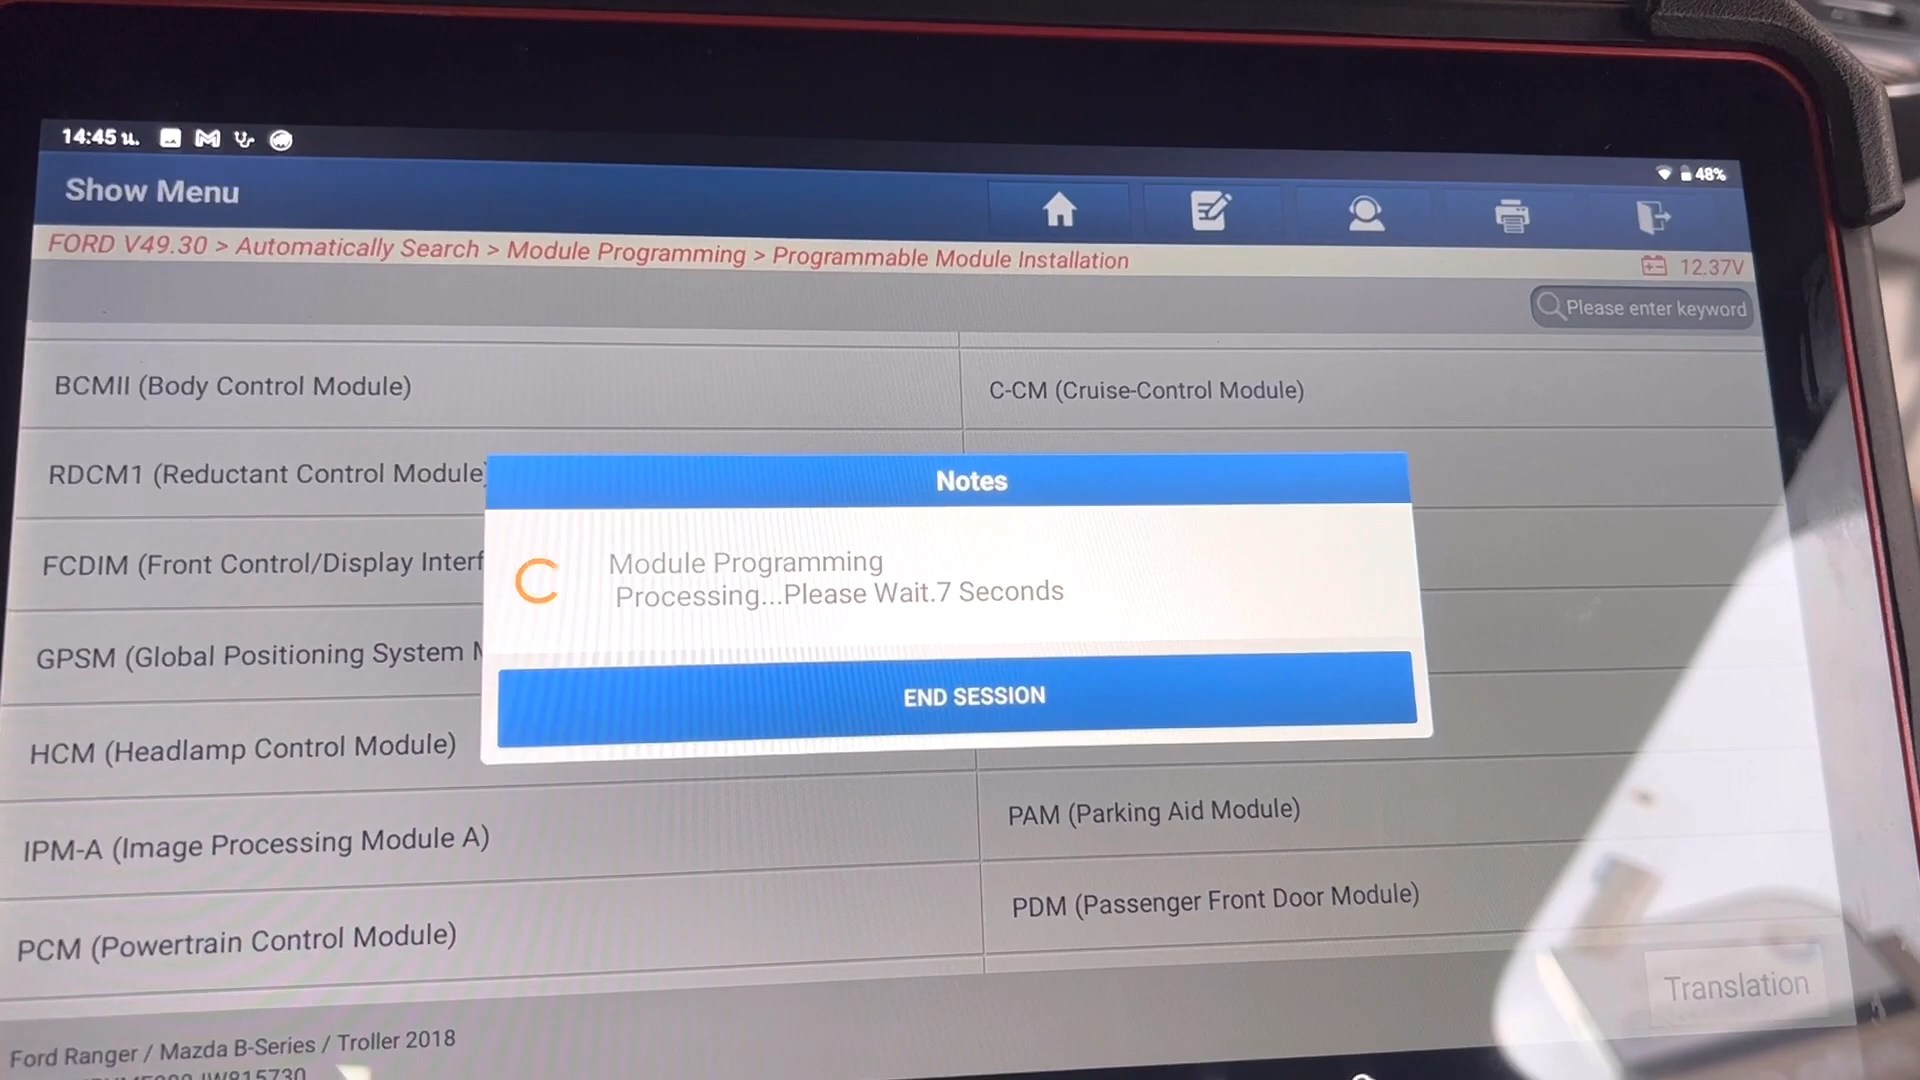 14:45 น.
48%
Show Menu
FORD V49.30 > Automatically Search > Module Programming > Programmable Module Installation
12.37V
Please enter keyword
BCMII (Body Control Module)
C-CM (Cruise-Control Module)
RDCM1 (Reductant Control Module)
FCDIM (Front Control/Display Interf
GPSM (Global Positioning System M
HCM (Headlamp Control Module)
IPM-A (Image Processing Module A)
PAM (Parking Aid Module)
PCM (Powertrain Control Module)
PDM (Passenger Front Door Module)
Notes
Module Programming
Processing...Please Wait.7 Seconds
END SESSION
Translation
Ford Ranger / Mazda B-Series / Troller 2018